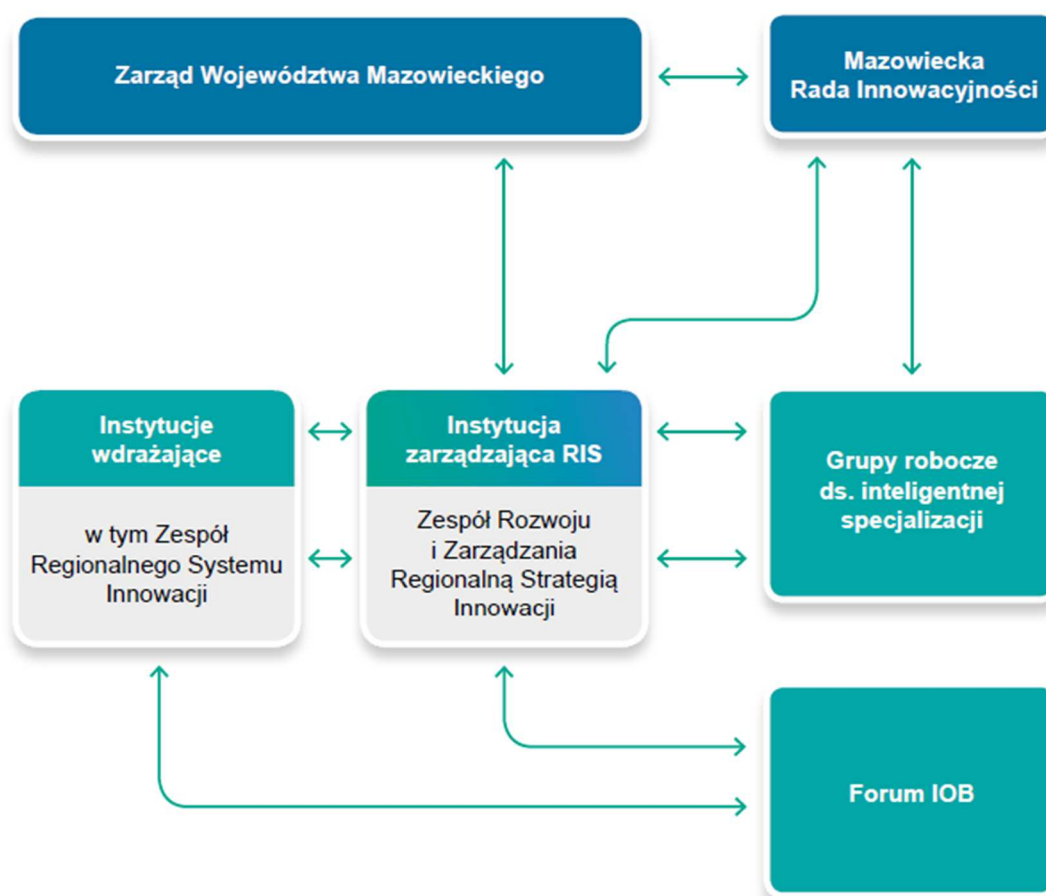 Zarząd Województwa Mazowieckiego
Mazowiecka
Rada Innowacyjności
Instytucje
wdrażające
w tym Zespół
Regionalnego Systemu
Innowacji
Instytucja
zarządzająca RIS
Zespół Rozwoju
i Zarządzania
Regionalną Strategią
Innowacji
Grupy robocze
ds. inteligentnej
specjalizacji
Forum IOB